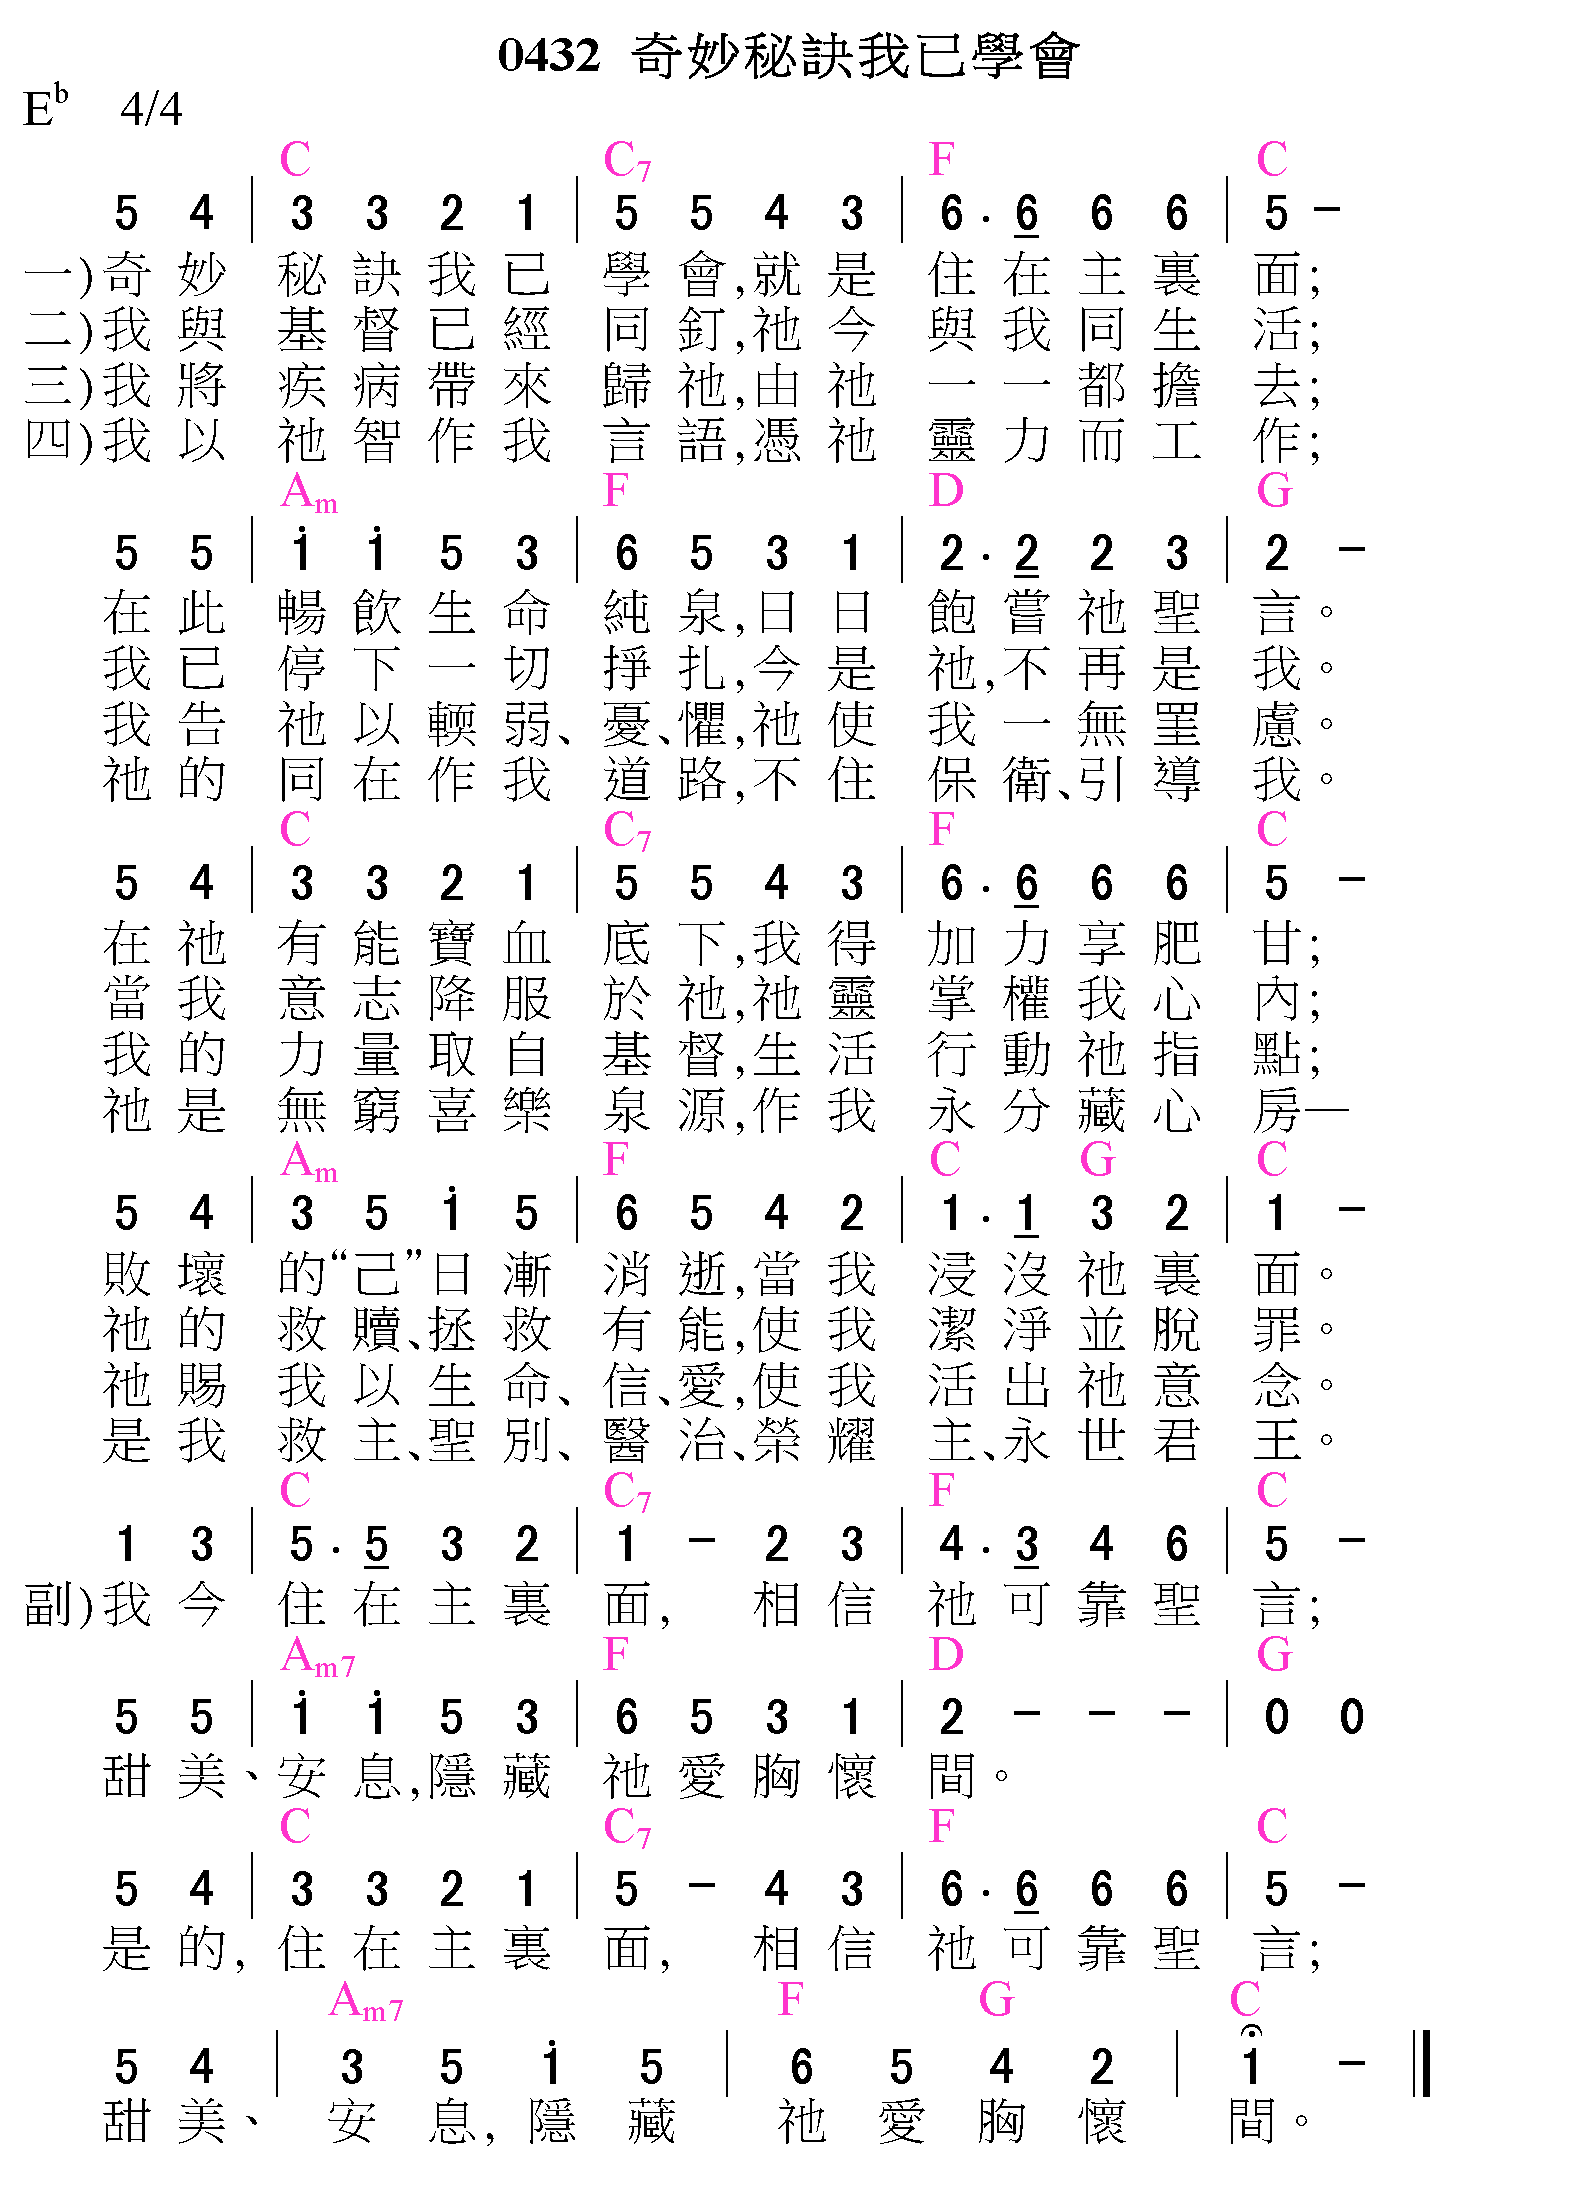 0432 奇妙秘訣我已學會
E♭ 4/4
C C7 F C
5 4 | 3 3 2 1 | 5 5 4 3 | 6 . 6 6 6 | 5 −
一)奇妙秘訣我已學會,就是住在主裏面;
二)我與基督已經同釘,祂今與我同生活;
三)我將疾病帶來歸祂,由祂一一都擔去;
四)我以祂智作我言語,憑祂靈力而工作;
Am F D G
5 5 | i i 5 3 | 6 5 3 1 | 2 . 2 2 3 | 2 −
在此暢飲生命純泉,日日飽嘗祂聖言。
我已停下一切掙扎,今是祂,不再是我。
我告祂以輭弱、憂、懼,祂使我一無罣慮。
祂的同在作我道路,不住保衛、引導我。
C C7 F C
5 4 | 3 3 2 1 | 5 5 4 3 | 6 . 6 6 6 | 5 −
在祂有能寶血底下,我得加力享肥甘;
當我意志降服於祂,祂靈掌權我心內;
我的力量取自基督,生活行動祂指點;
祂是無窮喜樂泉源,作我永分藏心房—
Am F C G C
5 4 | 3 5 i 5 | 6 5 4 2 | 1 . 1 3 2 | 1 −
敗壞的“己”日漸消逝,當我浸沒祂裏面。
祂的救贖、拯救有能,使我潔淨並脫罪。
祂賜我以生命、信、愛,使我活出祂意念。
是我救主、聖別、醫治、榮耀主、永世君王。
C C7 F C
1 3 | 5 . 5 3 2 | 1 − 2 3 | 4 . 3 4 6 | 5 −
副)我今住在主裏面, 相信祂可靠聖言;
Am7 F D G
5 5 | i i 5 3 | 6 5 3 1 | 2 − − − | 0 0
甜美、安息,隱藏祂愛胸懷間。
C C7 F C
5 4 | 3 3 2 1 | 5 − 4 3 | 6 . 6 6 6 | 5 −
是的, 住在主裏面, 相信祂可靠聖言;
Am7 F G C
5 4 | 3 5 i 5 | 6 5 4 2 | 1 − ‖
甜美、安息, 隱藏祂愛胸懷間。